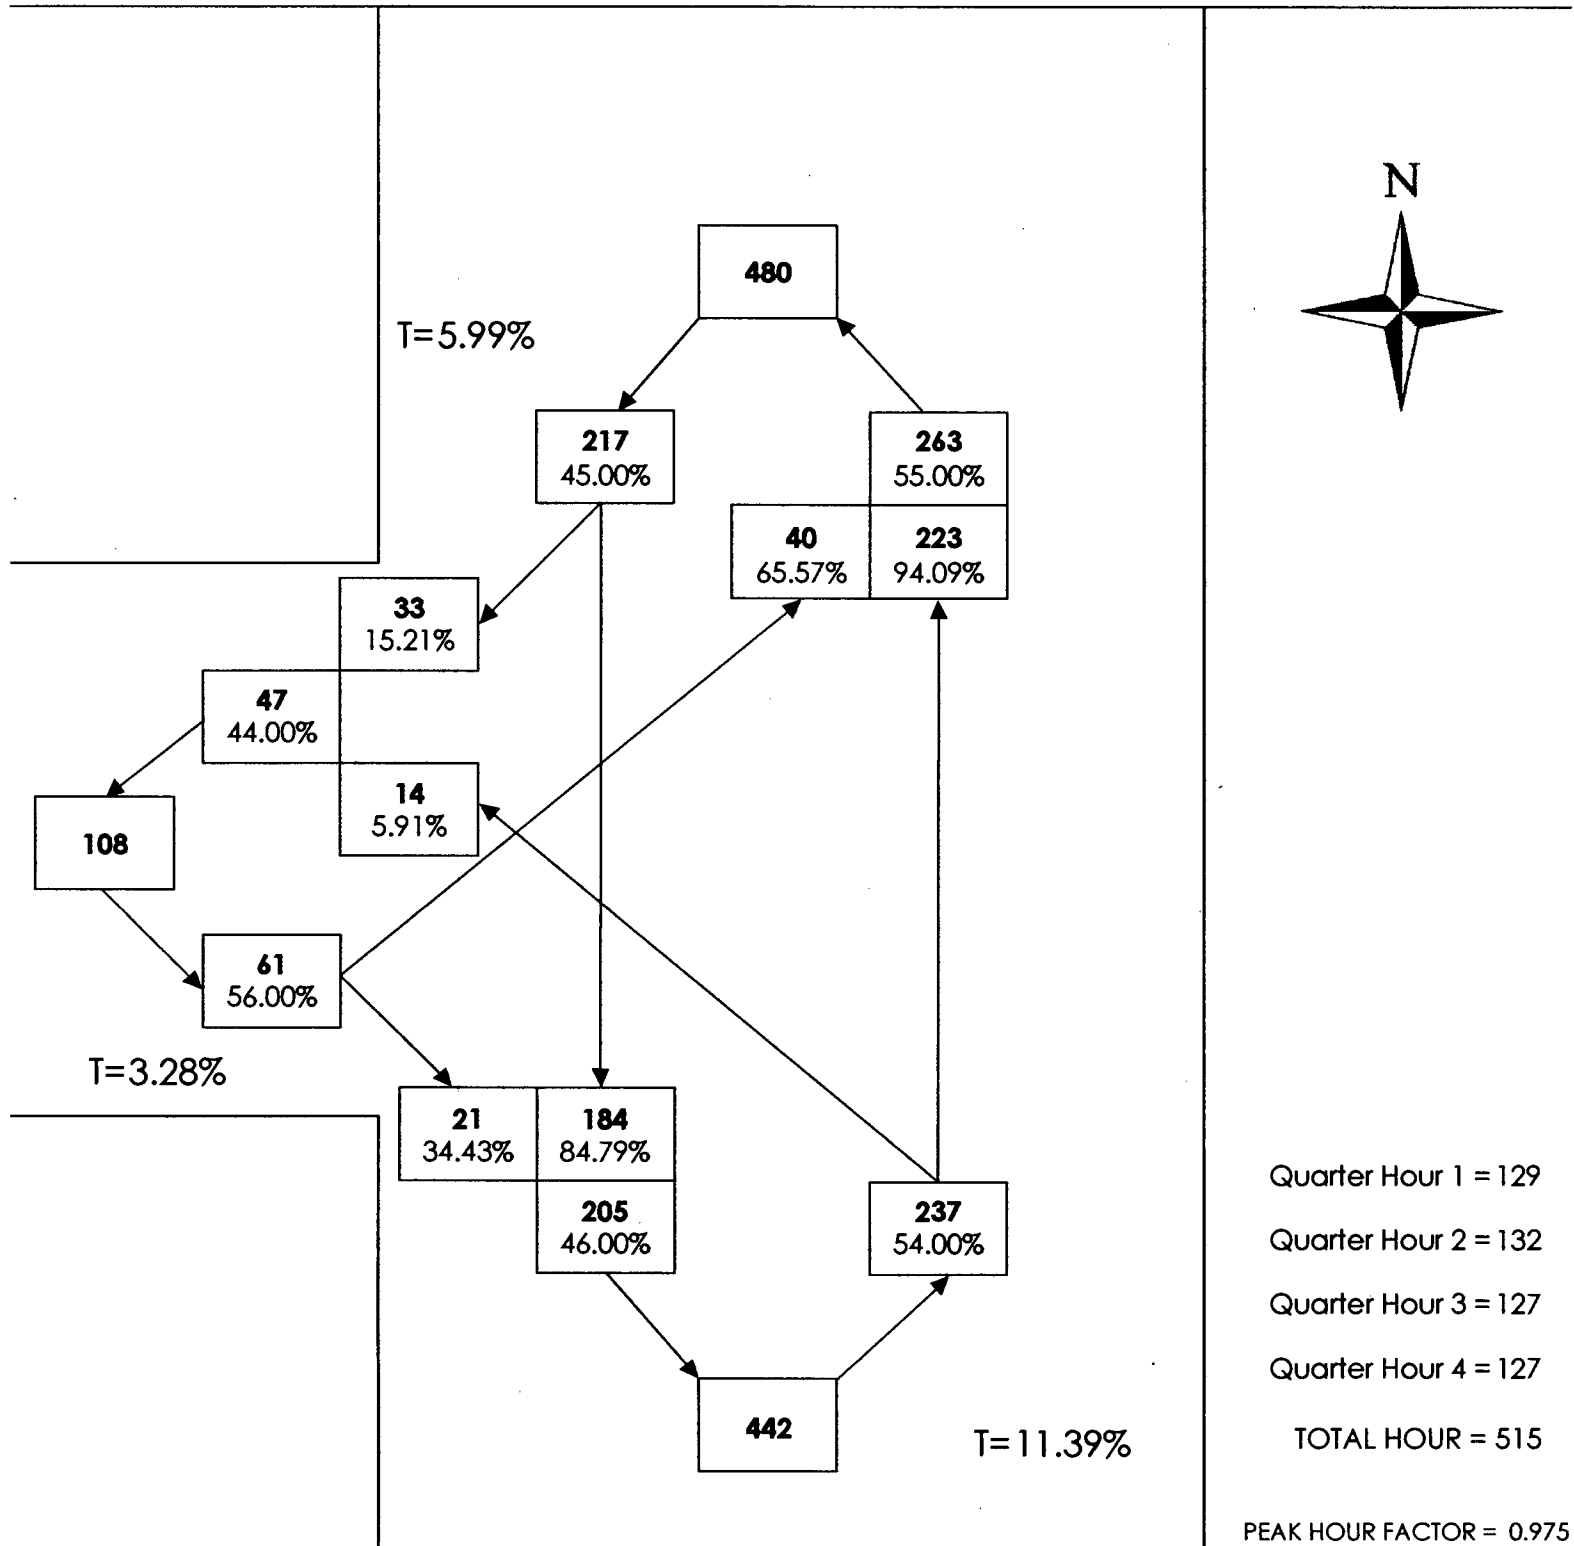 N
480
T=5.99%
217
45.00%
263
55.00%
40
65.57%
223
94.09%
33
15.21%
47
44.00%
14
5.91%
108
61
56.00%
T=3.28%
21
34.43%
184
84.79%
205
46.00%
237
54.00%
442
T=11.39%
Quarter Hour 1 = 129
Quarter Hour 2 = 132
Quarter Hour 3 = 127
Quarter Hour 4 = 127
TOTAL HOUR = 515
PEAK HOUR FACTOR = 0.975